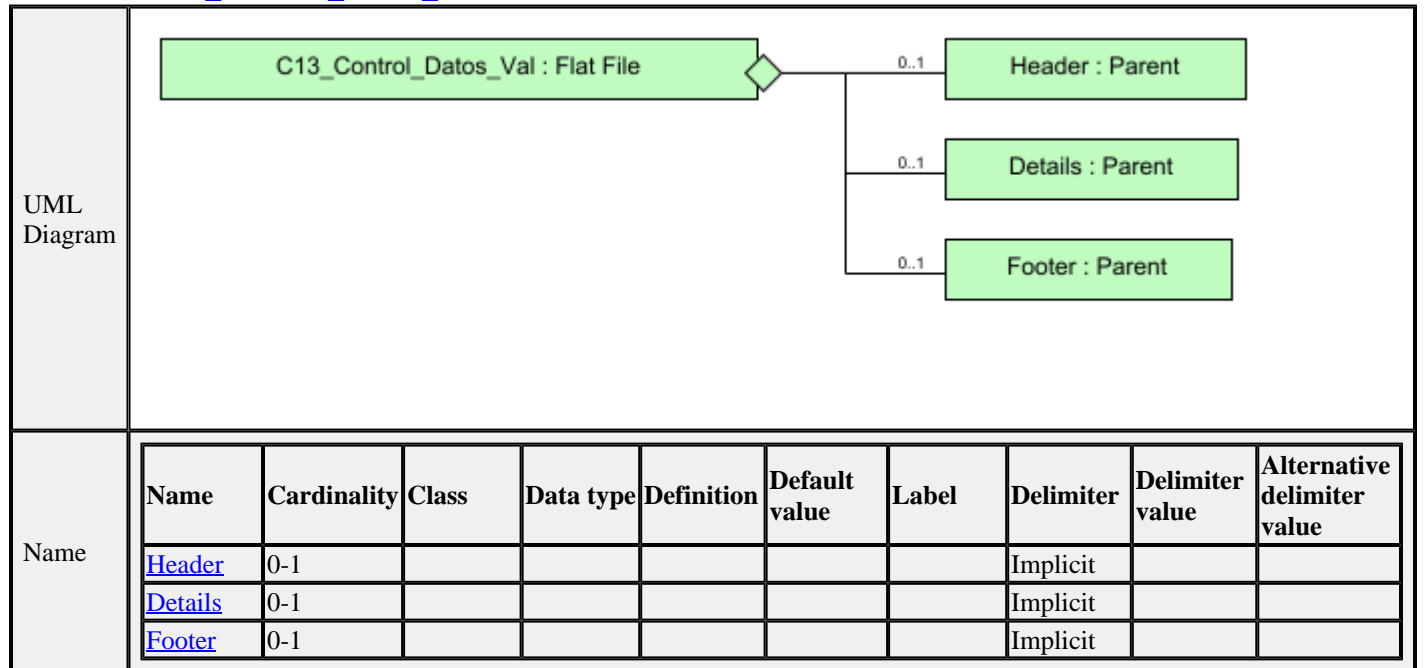 C13_Control_Datos_Val : Flat File
0..1
Header : Parent
0..1
Details : Parent
UML
Diagram
0..1
Footer : Parent
Name
Name Cardinality Class Data type Definition Default value Label Delimiter Delimiter value Alternative delimiter value
Header 0-1 Implicit
Details 0-1 Implicit
Footer 0-1 Implicit